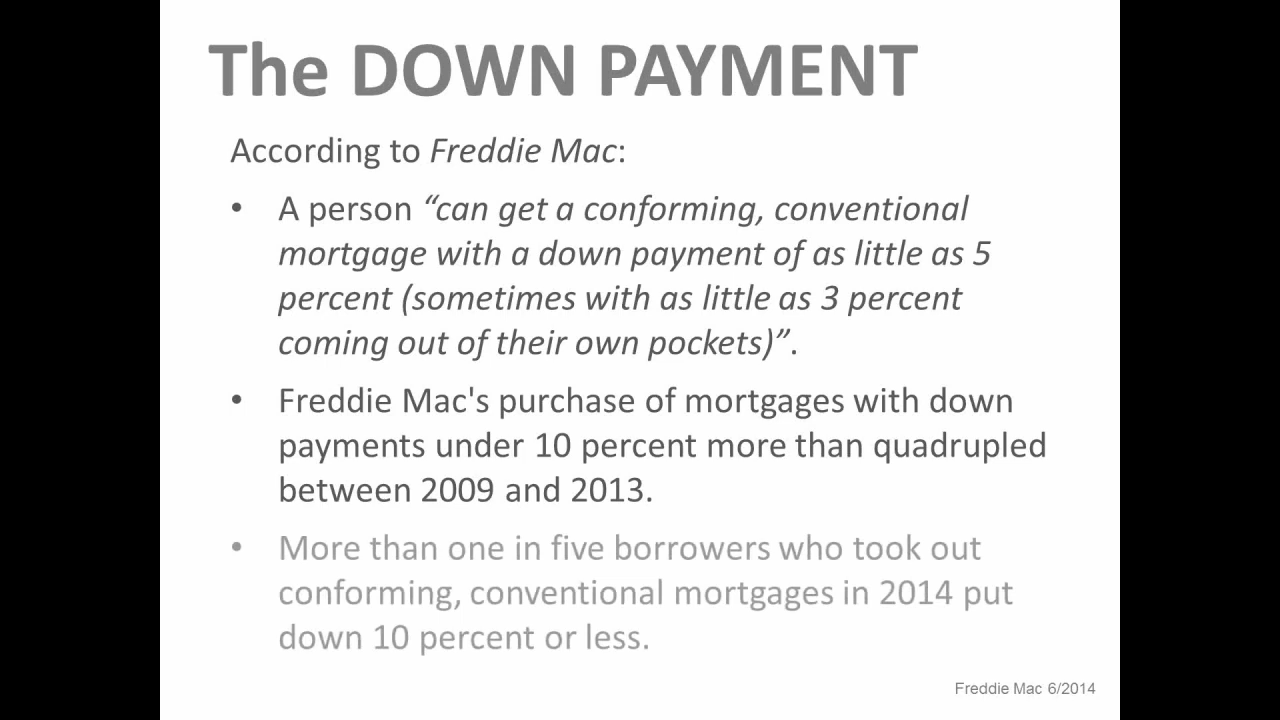 The DOWN PAYMENT
According to Freddie Mac:
• A person “can get a conforming, conventional
mortgage with a down payment of as little as 5
percent (sometimes with as little as 3 percent
coming out of their own pockets)”.
• Freddie Mac's purchase of mortgages with down
payments under 10 percent more than quadrupled
between 2009 and 2013.
• More than one in five borrowers who took out
conforming, conventional mortgages in 2014 put
down 10 percent or less.
Freddie Mac 6/2014